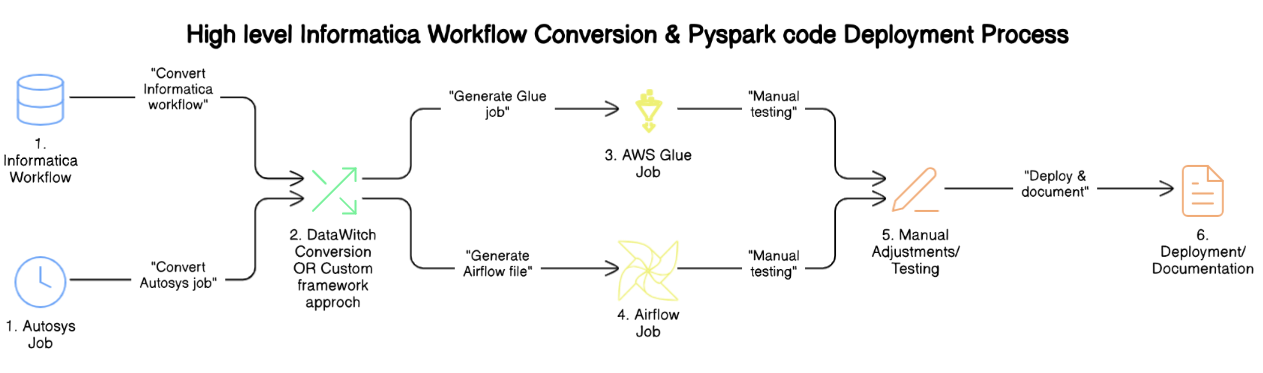 High level Informatica Workflow Conversion & Pyspark code Deployment Process
"Convert
Informatica
workflow"
1.
Informatica
Workflow
"Convert
Autosys job"
1. Autosys
Job
2. DataWitch
Conversion
OR Custom
framework
approch
"Generate Glue
job"
3. AWS Glue
Job
"Manual
testing"
"Generate
Airflow file"
4. Airflow
Job
"Manual
testing"
5. Manual
Adjustments/
Testing
"Deploy &
document"
6.
Deployment/
Documentation